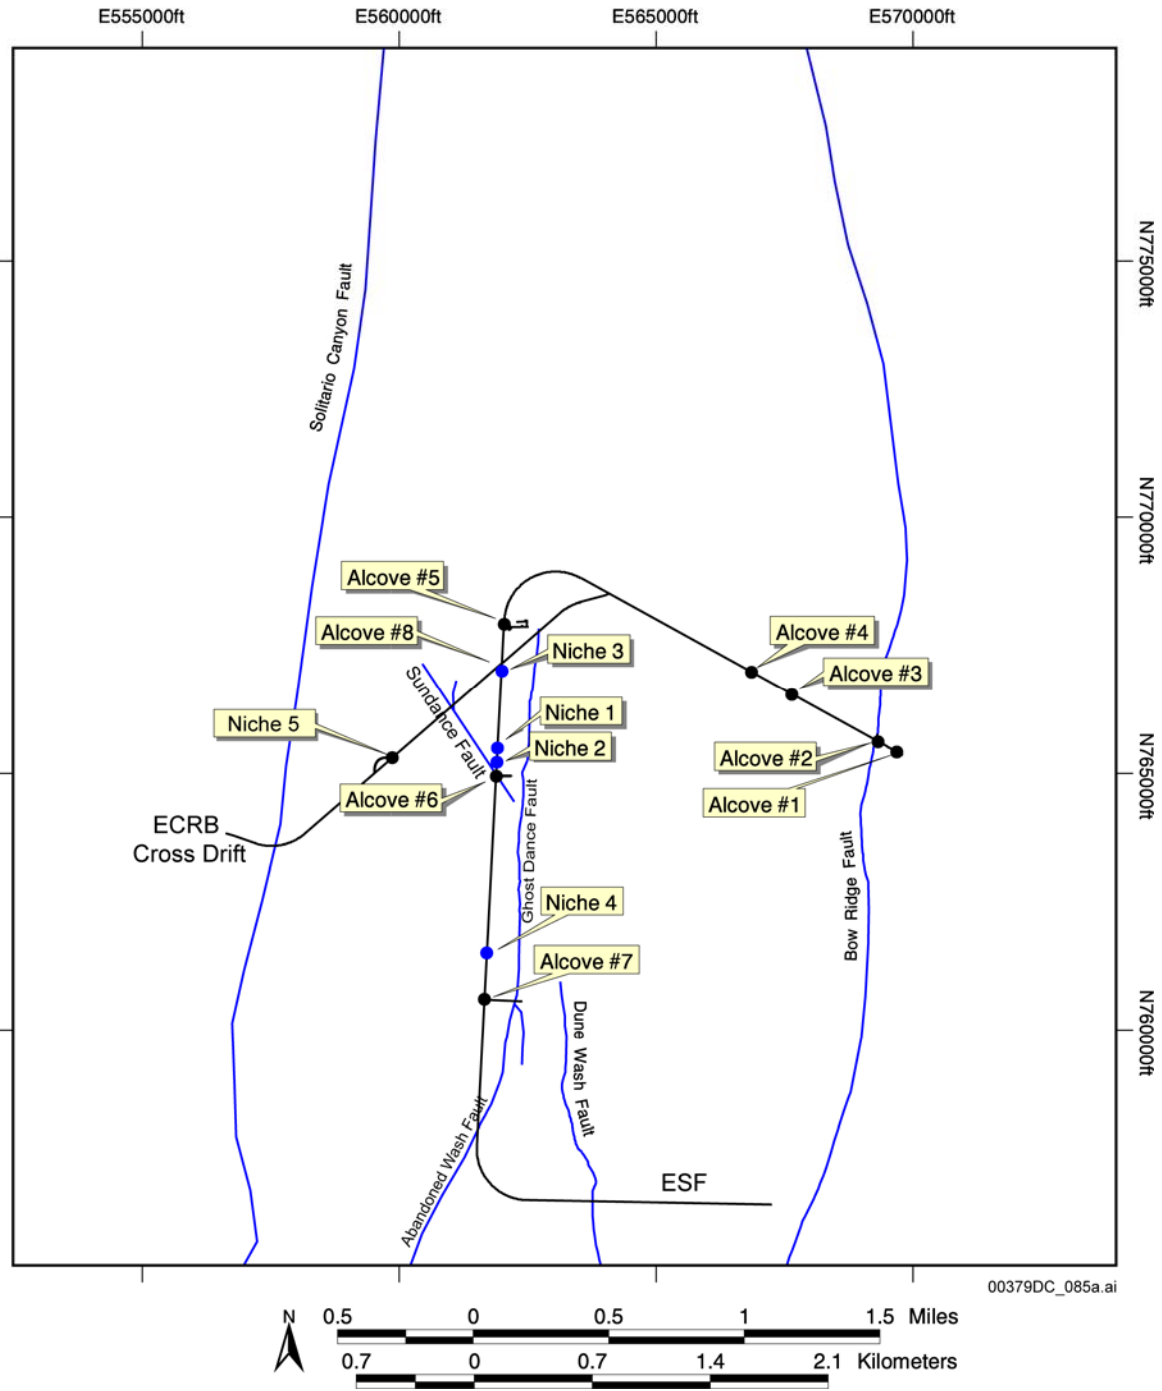 E555000ft
E560000ft
E565000ft
E570000ft
N775000ft
Solitario Canyon Fault
N770000ft
Alcove #5
Alcove #8
Alcove #4
Niche 3
Alcove #3
Sundance Fault
Niche 1
Niche 5
Niche 2
Alcove #2
N765000ft
Alcove #6
Alcove #1
ECRB
Cross Drift
Ghost Dance Fault
Bow Ridge Fault
Niche 4
Alcove #7
N760000ft
Dune Wash Fault
Abandoned Wash Fault
ESF
00379DC_085a.ai
N
0.5 0 0.5 1 1.5 Miles
0.7 0 0.7 1.4 2.1 Kilometers